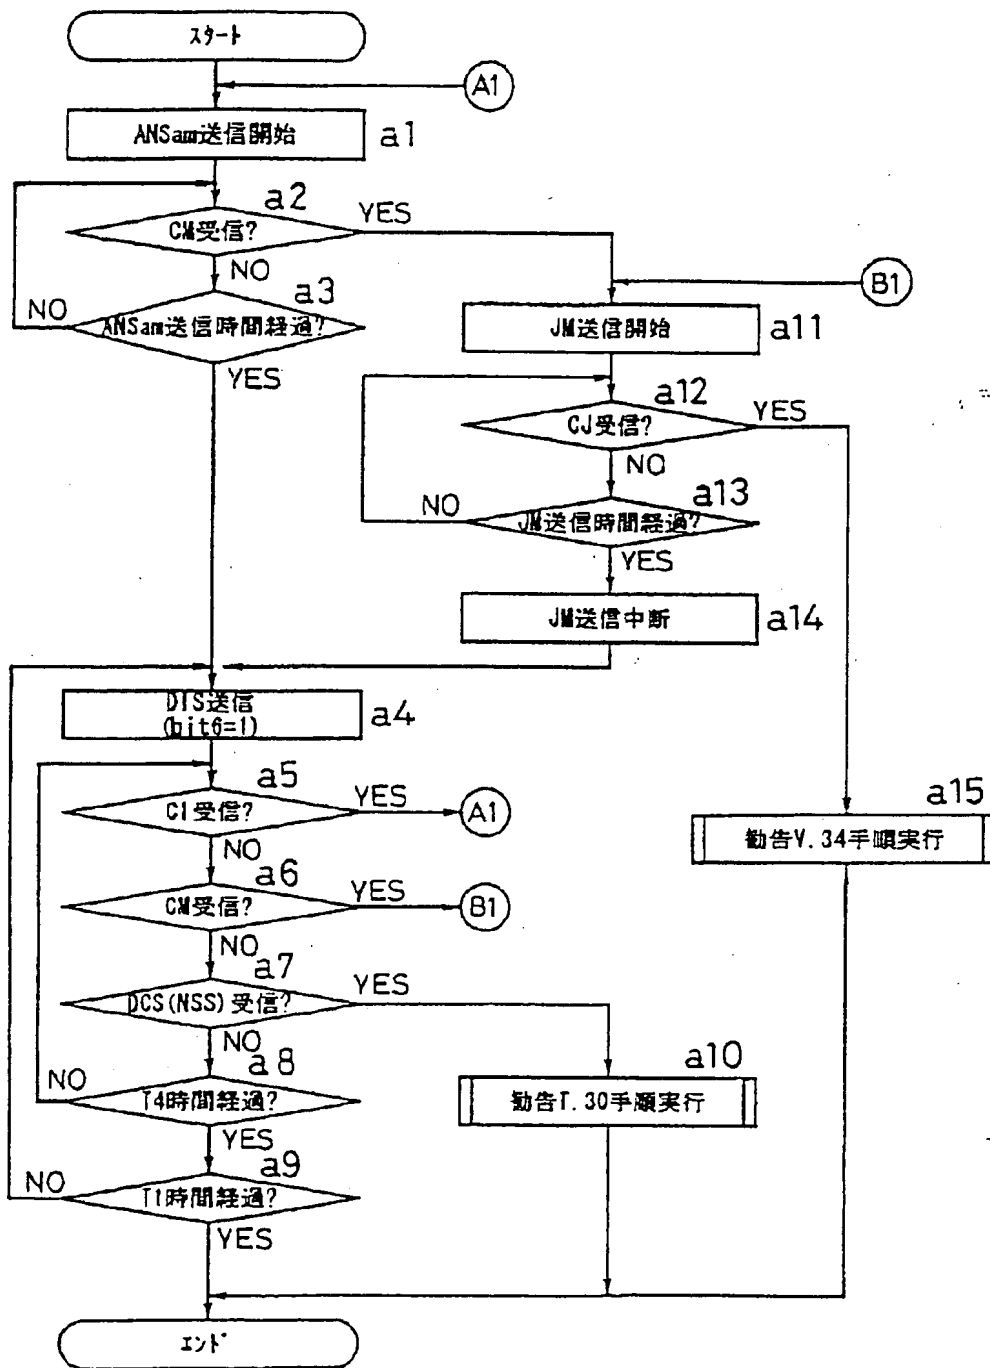 スタート
A1
ANSam送信開始 a1
a2
CM受信? YES
NO
a3
B1
NO ANSam送信時間経過?
YES
JM送信開始 a11
a12
CJ受信? YES
NO
a13
NO JM送信時間経過?
YES
JM送信中断 a14
DIS送信
(bit6=1) a4
a5
CI受信? YES A1
NO
a6
CM受信? YES B1
NO
a7
DCS(NSS)受信? YES
NO
a8
NO T4時間経過?
YES
a9
NO T1時間経過?
YES
a10
勧告T.30手順実行
a15
勧告V.34手順実行
エンド